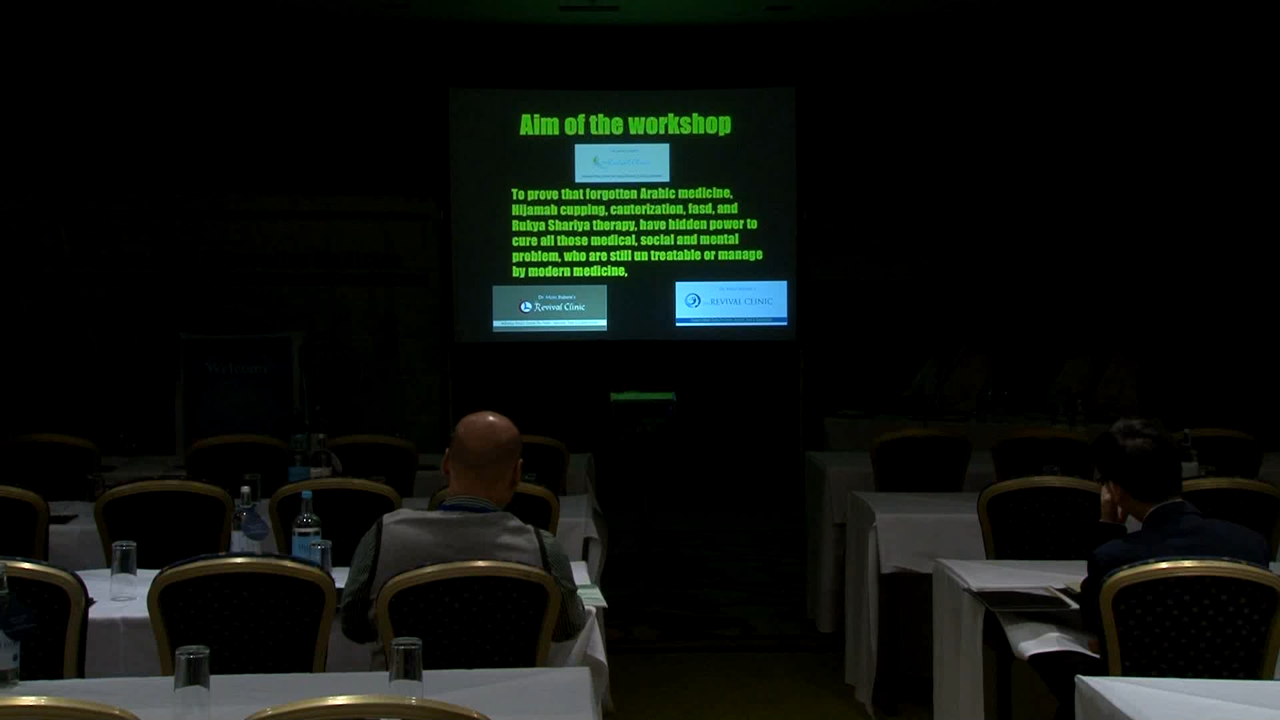 Aim of the workshop
To prove that forgotten Arabic medicine,
Hijamah cupping, cauterization, fasd, and
Rukya Shariya therapy, have hidden power to
cure all those medical, social and mental
problem, who are still un treatable or manage
by modern medicine,
Revival Clinic
REVIVAL CLINIC
Welcome